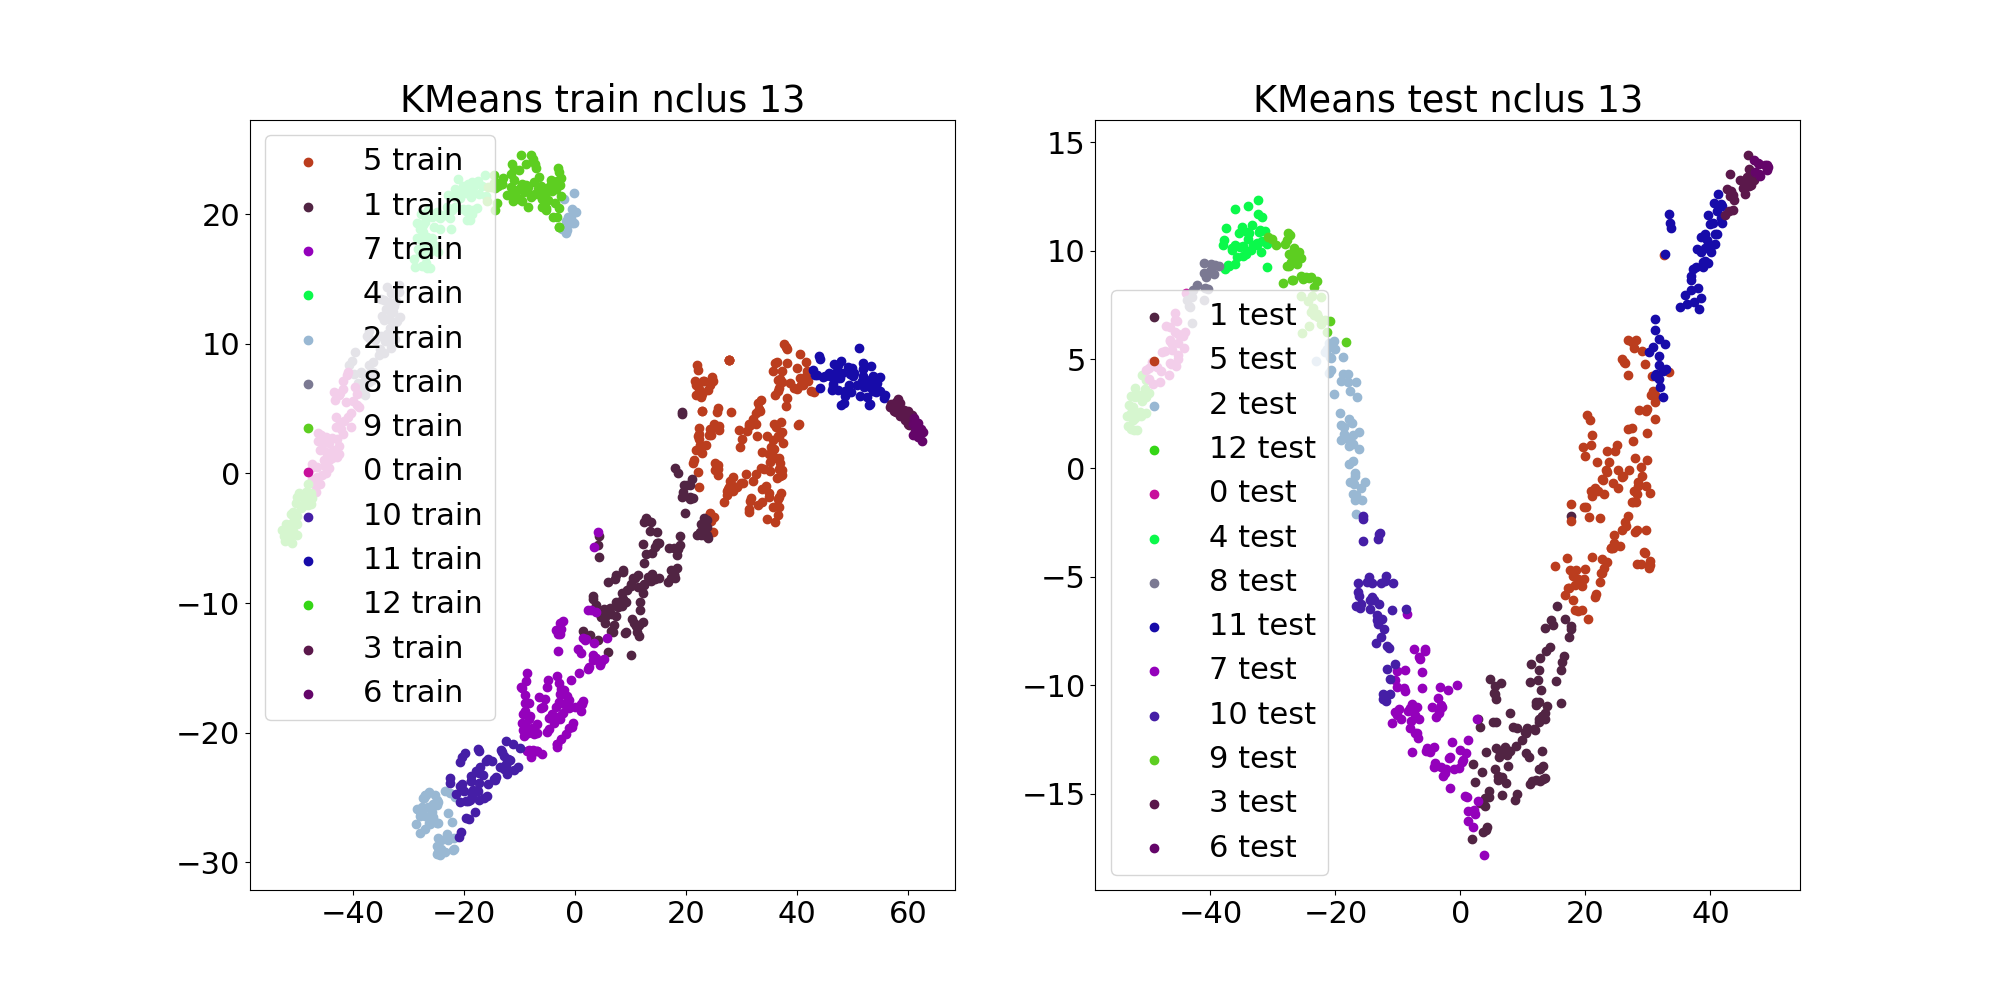 KMeans train nclus 13
5 train
1 train
7 train
4 train
2 train
8 train
9 train
0 train
10 train
11 train
12 train
3 train
6 train
20
10
0
−10
−20
−30
−40 −20 0 20 40 60
KMeans test nclus 13
1 test
5 test
2 test
12 test
0 test
4 test
8 test
11 test
7 test
10 test
9 test
3 test
6 test
15
10
5
0
−5
−10
−15
−40 −20 0 20 40